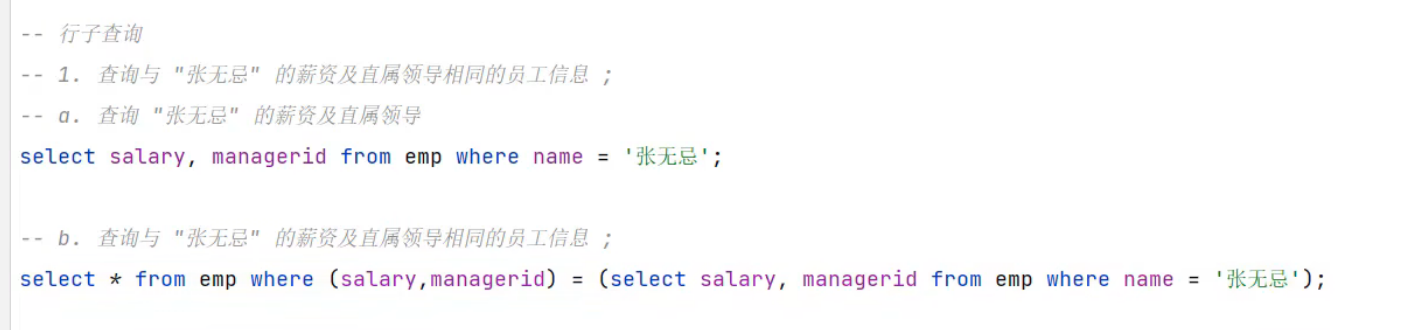 -- 行子查询
-- 1. 查询与 "张无忌" 的薪资及直属领导相同的员工信息 ;
-- a. 查询 "张无忌" 的薪资及直属领导
select salary, managerid from emp where name = '张无忌';
-- b. 查询与 "张无忌" 的薪资及直属领导相同的员工信息 ;
select * from emp where (salary,managerid) = (select salary, managerid from emp where name = '张无忌');